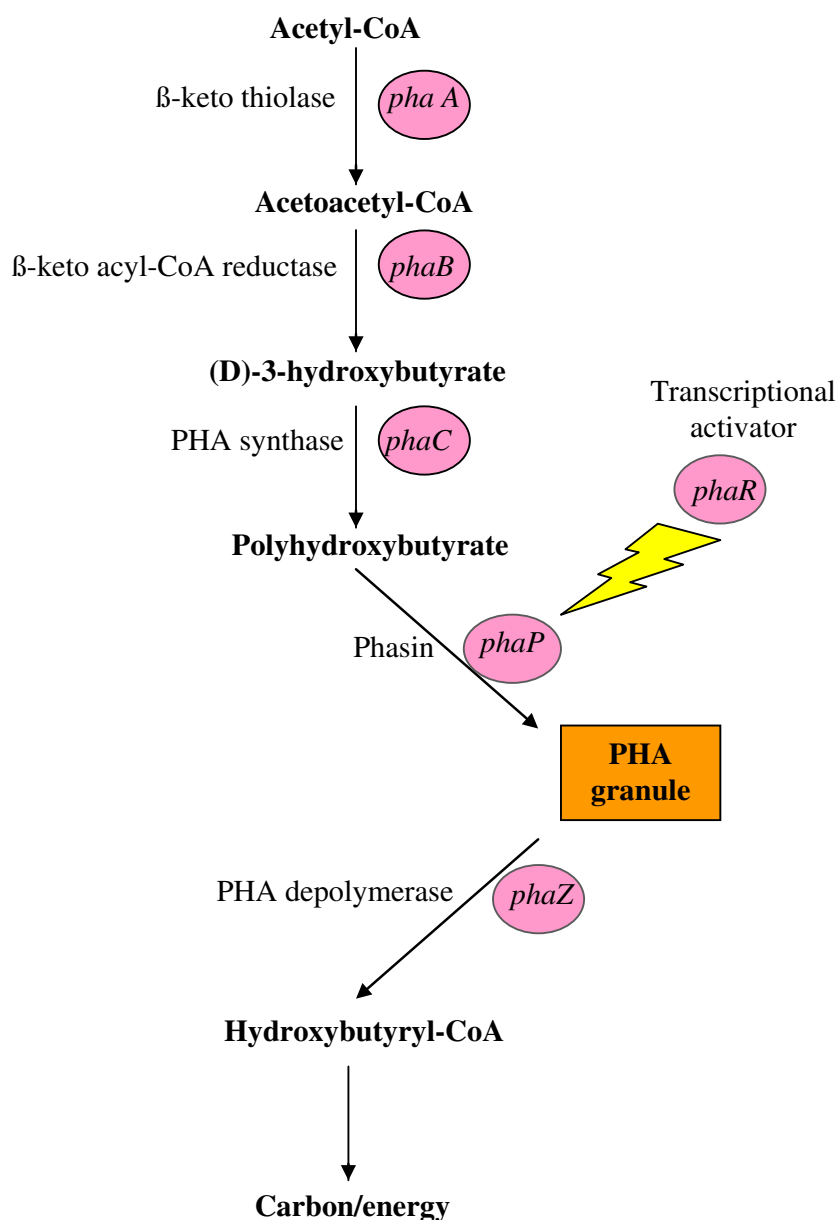 Acetyl-CoA
ß-keto thiolase
pha A
Acetoacetyl-CoA
ß-keto acyl-CoA reductase
phaB
(D)-3-hydroxybutyrate
Transcriptional
activator
PHA synthase
phaC
phaR
Polyhydroxybutyrate
Phasin
phaP
PHA
granule
PHA depolymerase
phaZ
Hydroxybutyryl-CoA
Carbon/energy